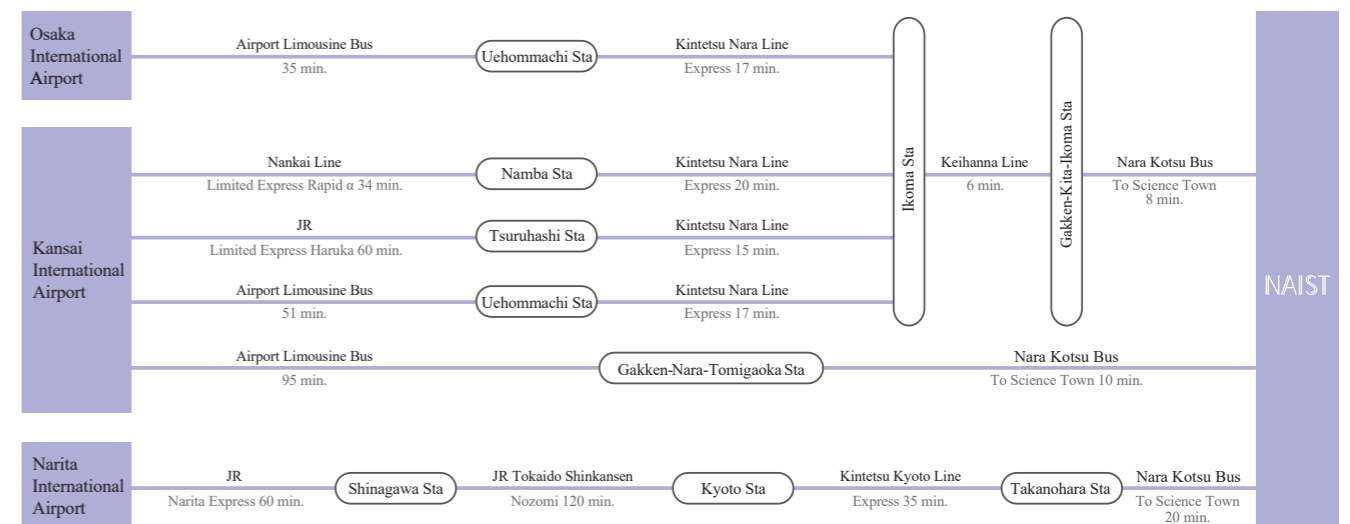 Osaka
International
Airport
Airport Limousine Bus
35 min.
Uehommachi Sta
Kintetsu Nara Line
Express 17 min.
Kansai
International
Airport
Nankai Line
Limited Express Rapid α 34 min.
Namba Sta
Kintetsu Nara Line
Express 20 min.
JR
Limited Express Haruka 60 min.
Tsuruhashi Sta
Kintetsu Nara Line
Express 15 min.
Airport Limousine Bus
51 min.
Uehommachi Sta
Kintetsu Nara Line
Express 17 min.
Ikoma Sta
Keihanna Line
6 min.
Gakken-Kita-Ikoma Sta
Nara Kotsu Bus
To Science Town
8 min.
Airport Limousine Bus
95 min.
Gakken-Nara-Tomigaoka Sta
Nara Kotsu Bus
To Science Town 10 min.
Narita
International
Airport
JR
Narita Express 60 min.
Shinagawa Sta
JR Tokaido Shinkansen
Nozomi 120 min.
Kyoto Sta
Kintetsu Kyoto Line
Express 35 min.
Takanohara Sta
Nara Kotsu Bus
To Science Town
20 min.
NAIST